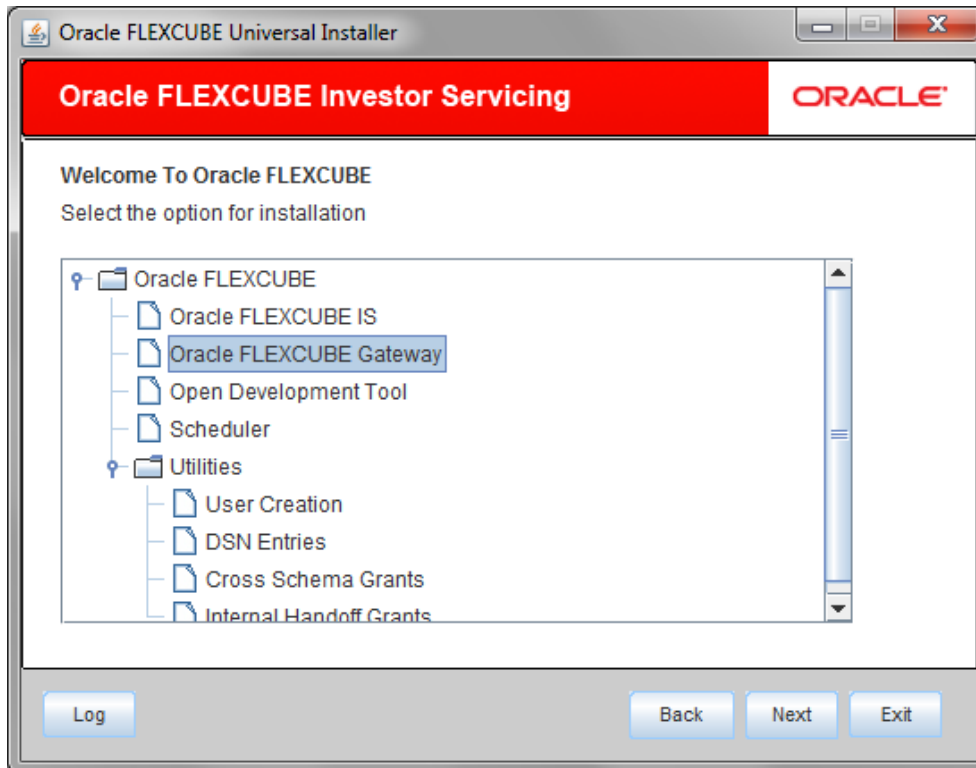 Oracle FLEXCUBE Universal Installer
Oracle FLEXCUBE Investor Servicing
ORACLE
Welcome To Oracle FLEXCUBE
Select the option for installation
Oracle FLEXCUBE
Oracle FLEXCUBE IS
Oracle FLEXCUBE Gateway
Open Development Tool
Scheduler
Utilities
User Creation
DSN Entries
Cross Schema Grants
Internal Handoff Grants
Log Back Next Exit